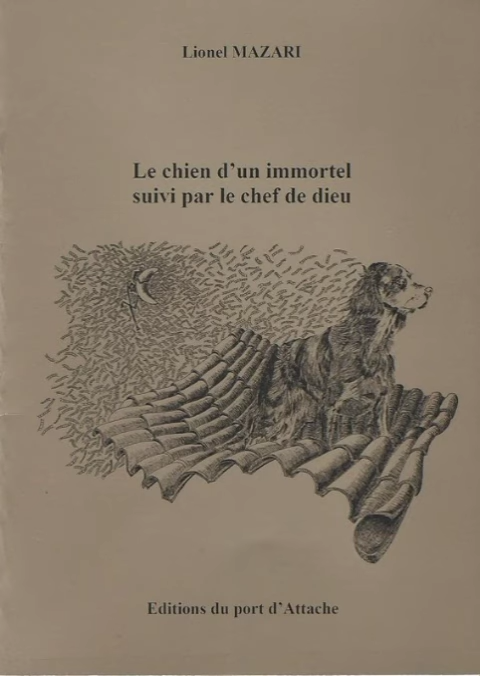 Lionel MAZARI
Le chien d'un immortel
suivi par le chef de dieu
Editions du port d'Attache